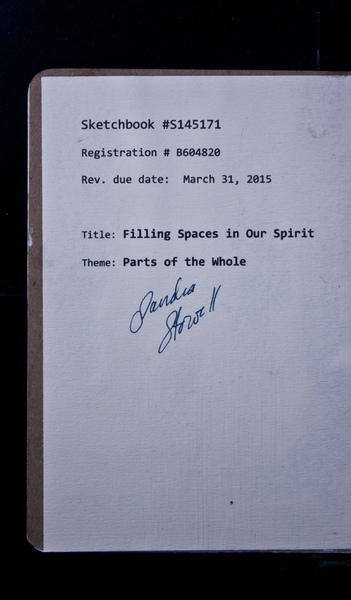 Sketchbook #S145171
Registration # B604820
Rev. due date: March 31, 2015
Title: Filling Spaces in Our Spirit
Theme: Parts of the Whole
Sandra
Stowell